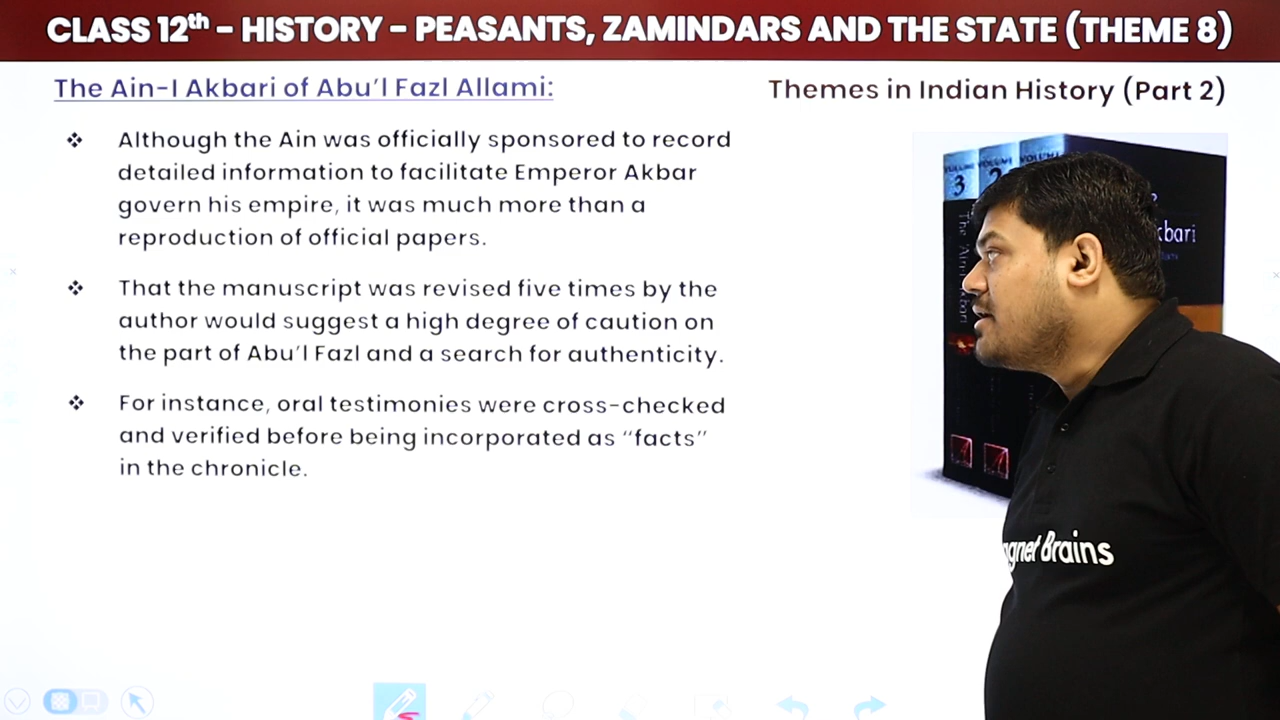 CLASS 12th – HISTORY – PEASANTS, ZAMINDARS AND THE STATE (THEME 8)
The Ain-I Akbari of Abu’l Fazl Allami:
Themes in Indian History (Part 2)
❖ Although the Ain was officially sponsored to record
detailed information to facilitate Emperor Akbar
govern his empire, it was much more than a
reproduction of official papers.
❖ That the manuscript was revised five times by the
author would suggest a high degree of caution on
the part of Abu’l Fazl and a search for authenticity.
❖ For instance, oral testimonies were cross-checked
and verified before being incorporated as “facts”
in the chronicle.
VOLUME
3
VOLUME
2
VOLUME
kbari
agnet Brains